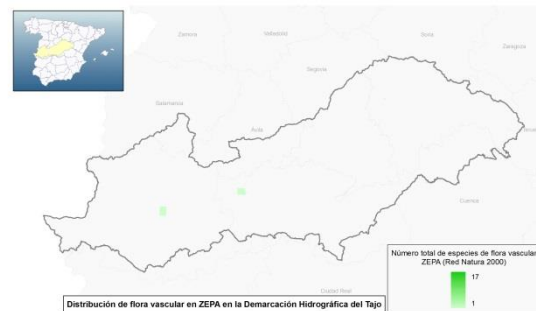 Zamora
Valladolid
Soria
Zaragoza
Segovia
Salamanca
Ávila
Cuenca
Ciudad Real
Número total de especies de flora vascular
ZEPA (Red Natura 2000)
17
1
Distribución de flora vascular en ZEPA en la Demarcación Hidrográfica del Tajo